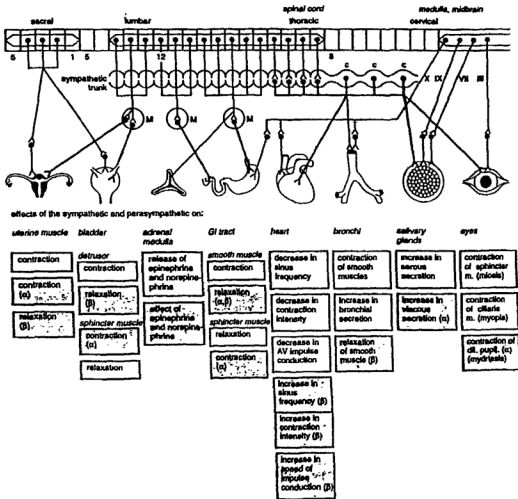 spinal cord
medulla, midbrain
sacral
lumbar
thoracic
cervical
5
1
5
12
8
sympathetic
trunk
c
c
c
X
IX
VII
III
M
M
M
effects of the sympathetic and parasympathetic on:
uterine muscle
contraction
contraction
(α)
relaxation
(β)
bladder
detrusor
contraction
relaxation
(β)
sphincter muscle
contraction
(α)
relaxation
adrenal
medulla
release of
epinephrine
and norepine-
phrine
effect of
epinephrine
and norepine-
phrine
GI tract
smooth muscle
contraction
relaxation
(α,β)
sphincter muscle
relaxation
contraction
(α)
heart
decrease in
sinus
frequency
decrease in
contraction
intensity
decrease in
AV impulse
conduction
increase in
sinus
frequency (β)
increase in
contraction
intensity (β)
increase in
speed of
impulse
conduction (β)
bronchi
contraction
of smooth
muscles
increase in
bronchial
secretion
relaxation
of smooth
muscle (β)
salivary
glands
increase in
serous
secretion
increase in
viscous
secretion (α)
eyes
contraction
of sphincter
m. (miosis)
contraction
of ciliaris
m. (myopia)
contraction of
dil. pupil. (α)
(mydriasis)